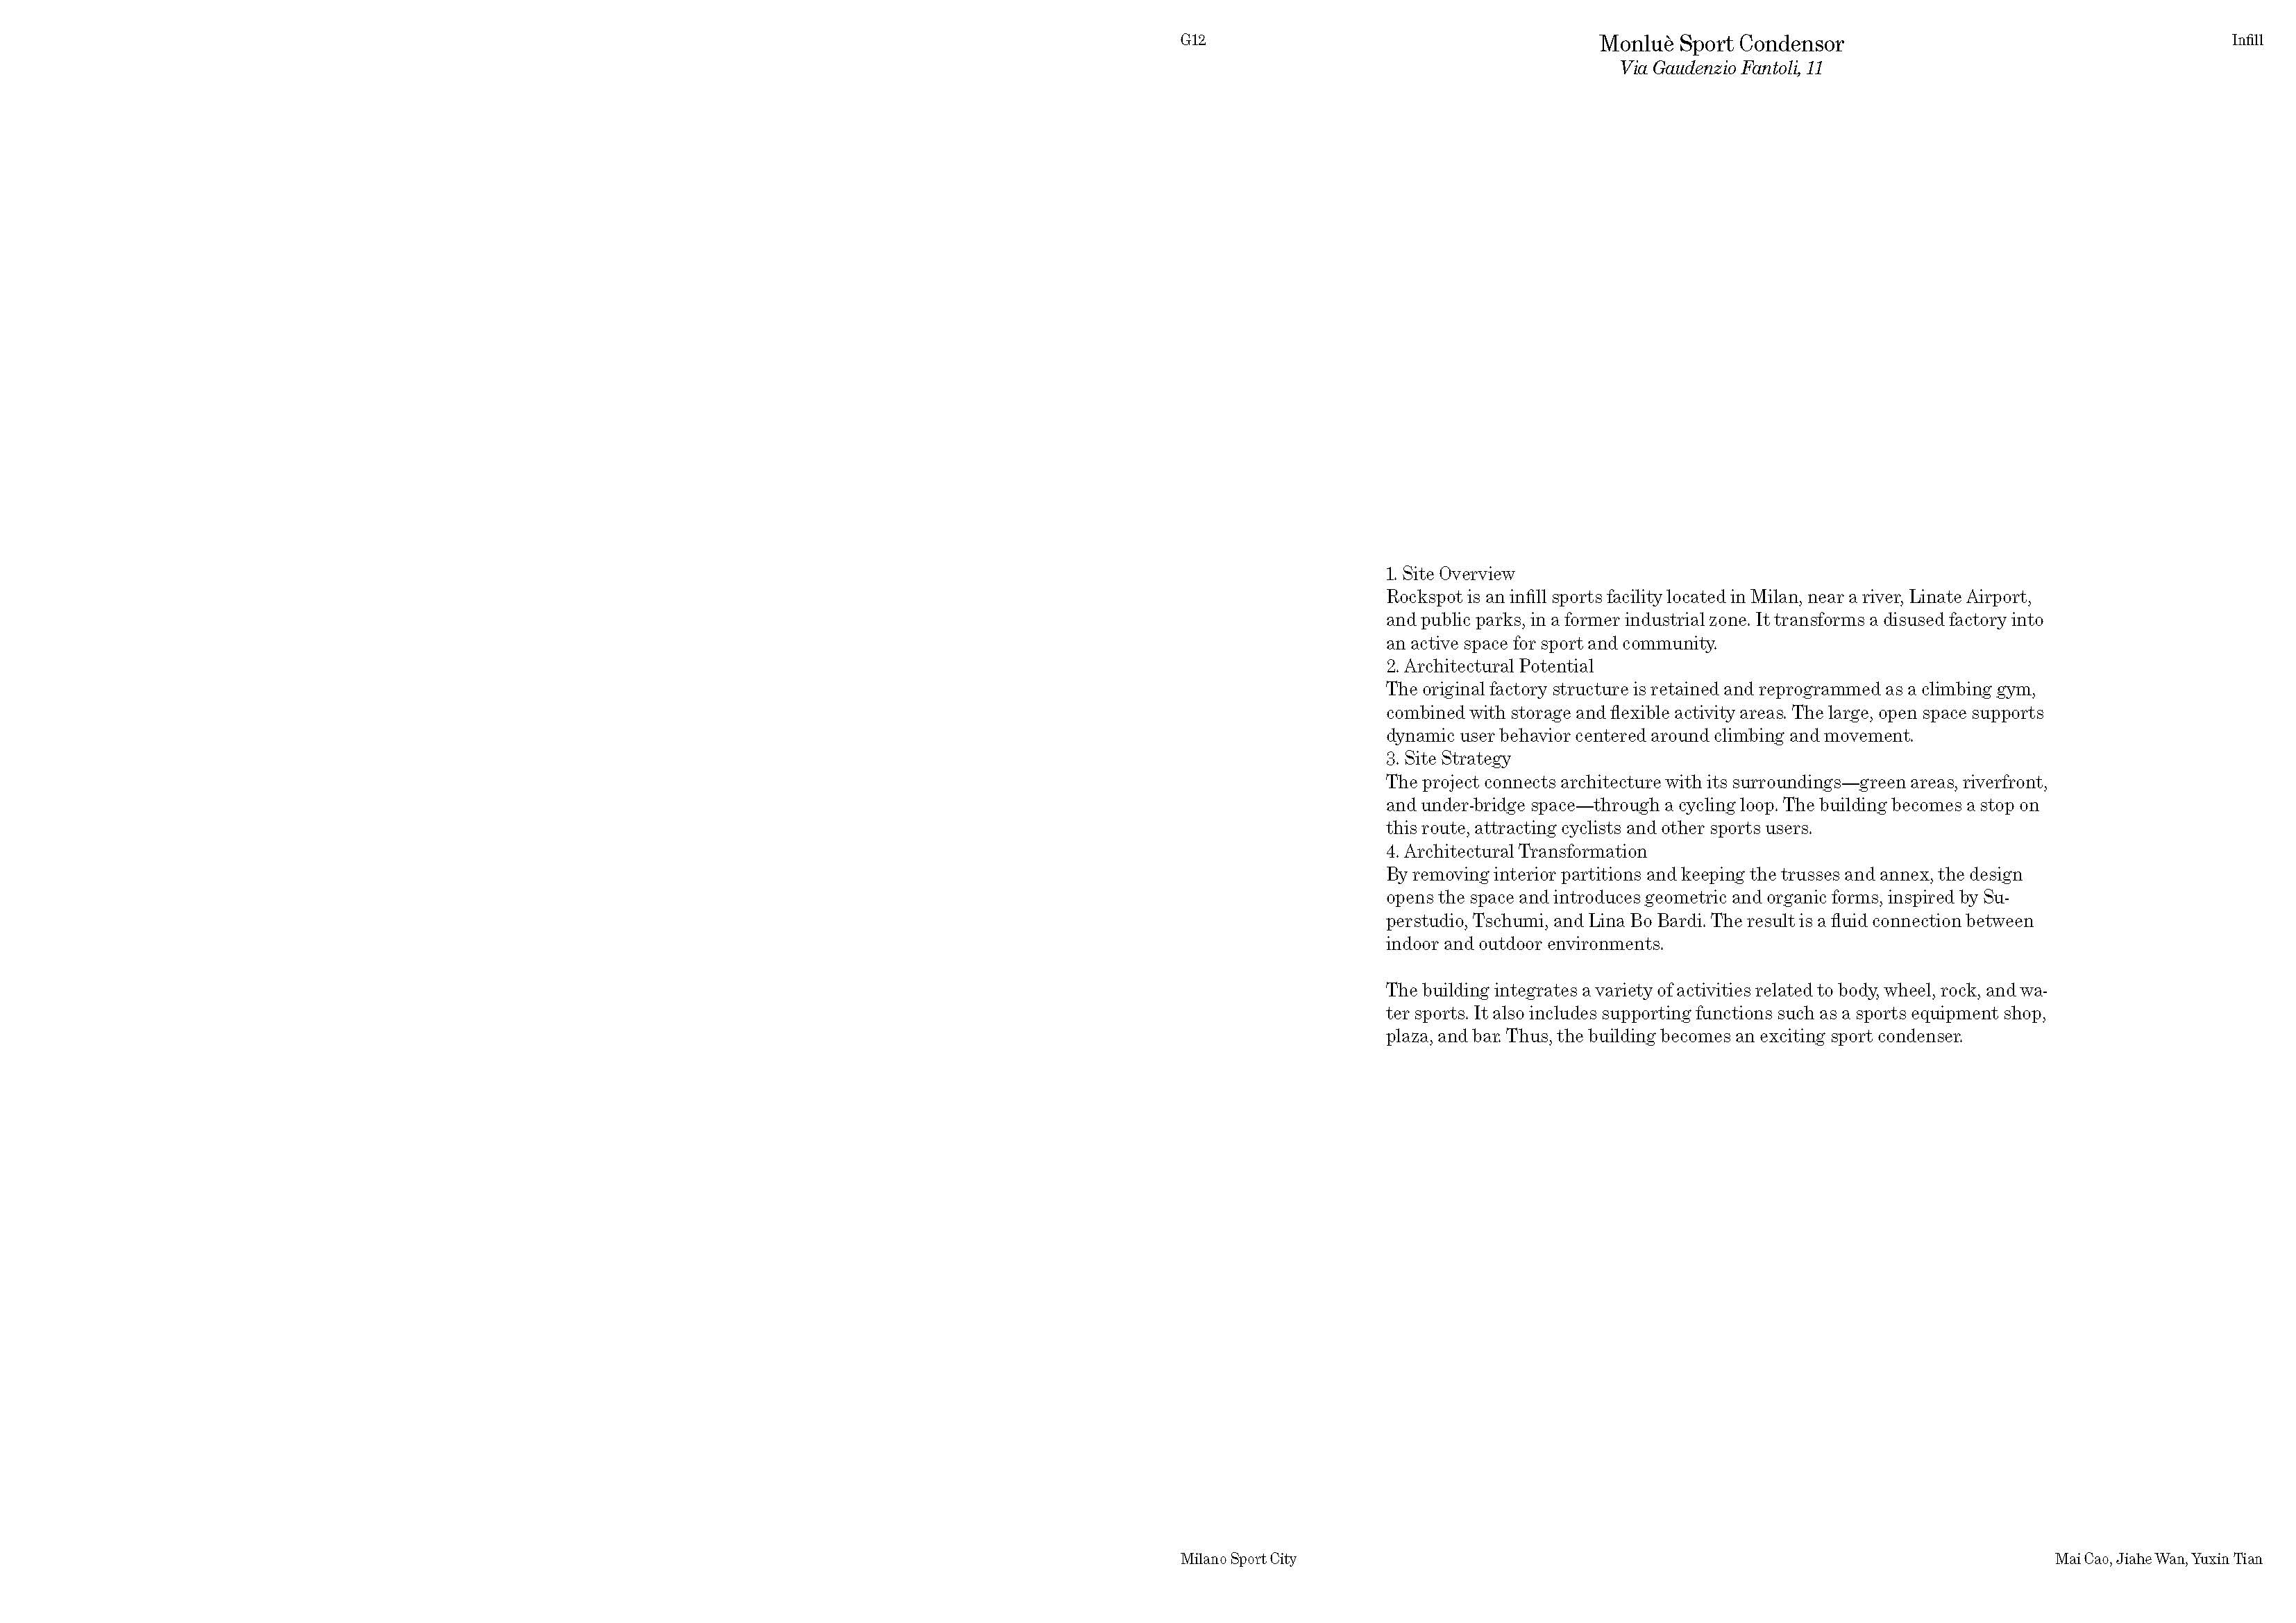 G12
Monluè Sport Condensor
Via Gaudenzio Fantoli, 11
Infill
1. Site Overview
Rockspot is an infill sports facility located in Milan, near a river, Linate Airport,
and public parks, in a former industrial zone. It transforms a disused factory into
an active space for sport and community.
2. Architectural Potential
The original factory structure is retained and reprogrammed as a climbing gym,
combined with storage and flexible activity areas. The large, open space supports
dynamic user behavior centered around climbing and movement.
3. Site Strategy
The project connects architecture with its surroundings—green areas, riverfront,
and under-bridge space—through a cycling loop. The building becomes a stop on
this route, attracting cyclists and other sports users.
4. Architectural Transformation
By removing interior partitions and keeping the trusses and annex, the design
opens the space and introduces geometric and organic forms, inspired by Su-
perstudio, Tschumi, and Lina Bo Bardi. The result is a fluid connection between
indoor and outdoor environments.
The building integrates a variety of activities related to body, wheel, rock, and wa-
ter sports. It also includes supporting functions such as a sports equipment shop,
plaza, and bar. Thus, the building becomes an exciting sport condenser.
Milano Sport City
Mai Cao, Jiahe Wan, Yuxin Tian